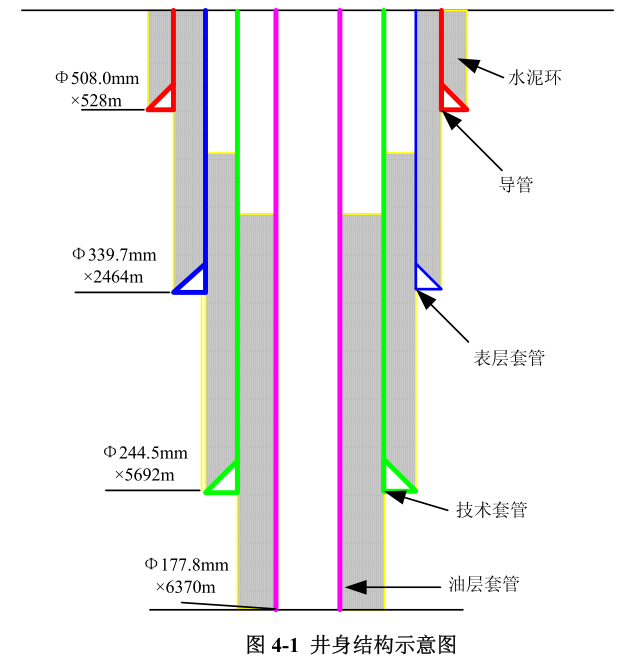 Φ508.0mm
×528m
水泥环
导管
Φ339.7mm
×2464m
表层套管
Φ244.5mm
×5692m
技术套管
Φ177.8mm
×6370m
油层套管
图 4-1 井身结构示意图